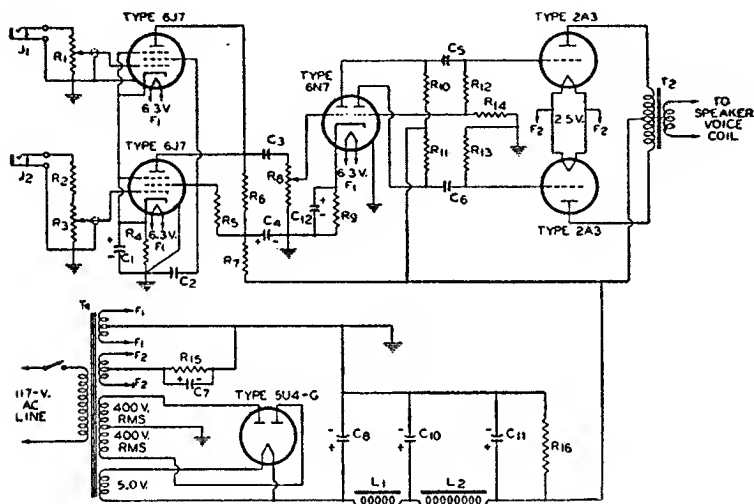 TYPE 6J7
J1
R1
6.3 V.
F1
TYPE 6J7
J2
R2
R3
R4
6.3V.
F1
C1
C2
C3
R5
R6
R7
R8
C4
C12
R9
TYPE
6N7
6.3 V.
F1
C5
R10
R12
R14
R11
R13
C6
TYPE 2A3
F2
2.5 V.
F2
TYPE 2A3
T2
TO
SPEAKER
VOICE
COIL
F1
F1
F2
F2
R15
C7
117-V.
AC
LINE
400 V.
RMS
400 V.
RMS
5.0 V.
TYPE 5U4-G
C8
C10
C11
R16
L1
L2